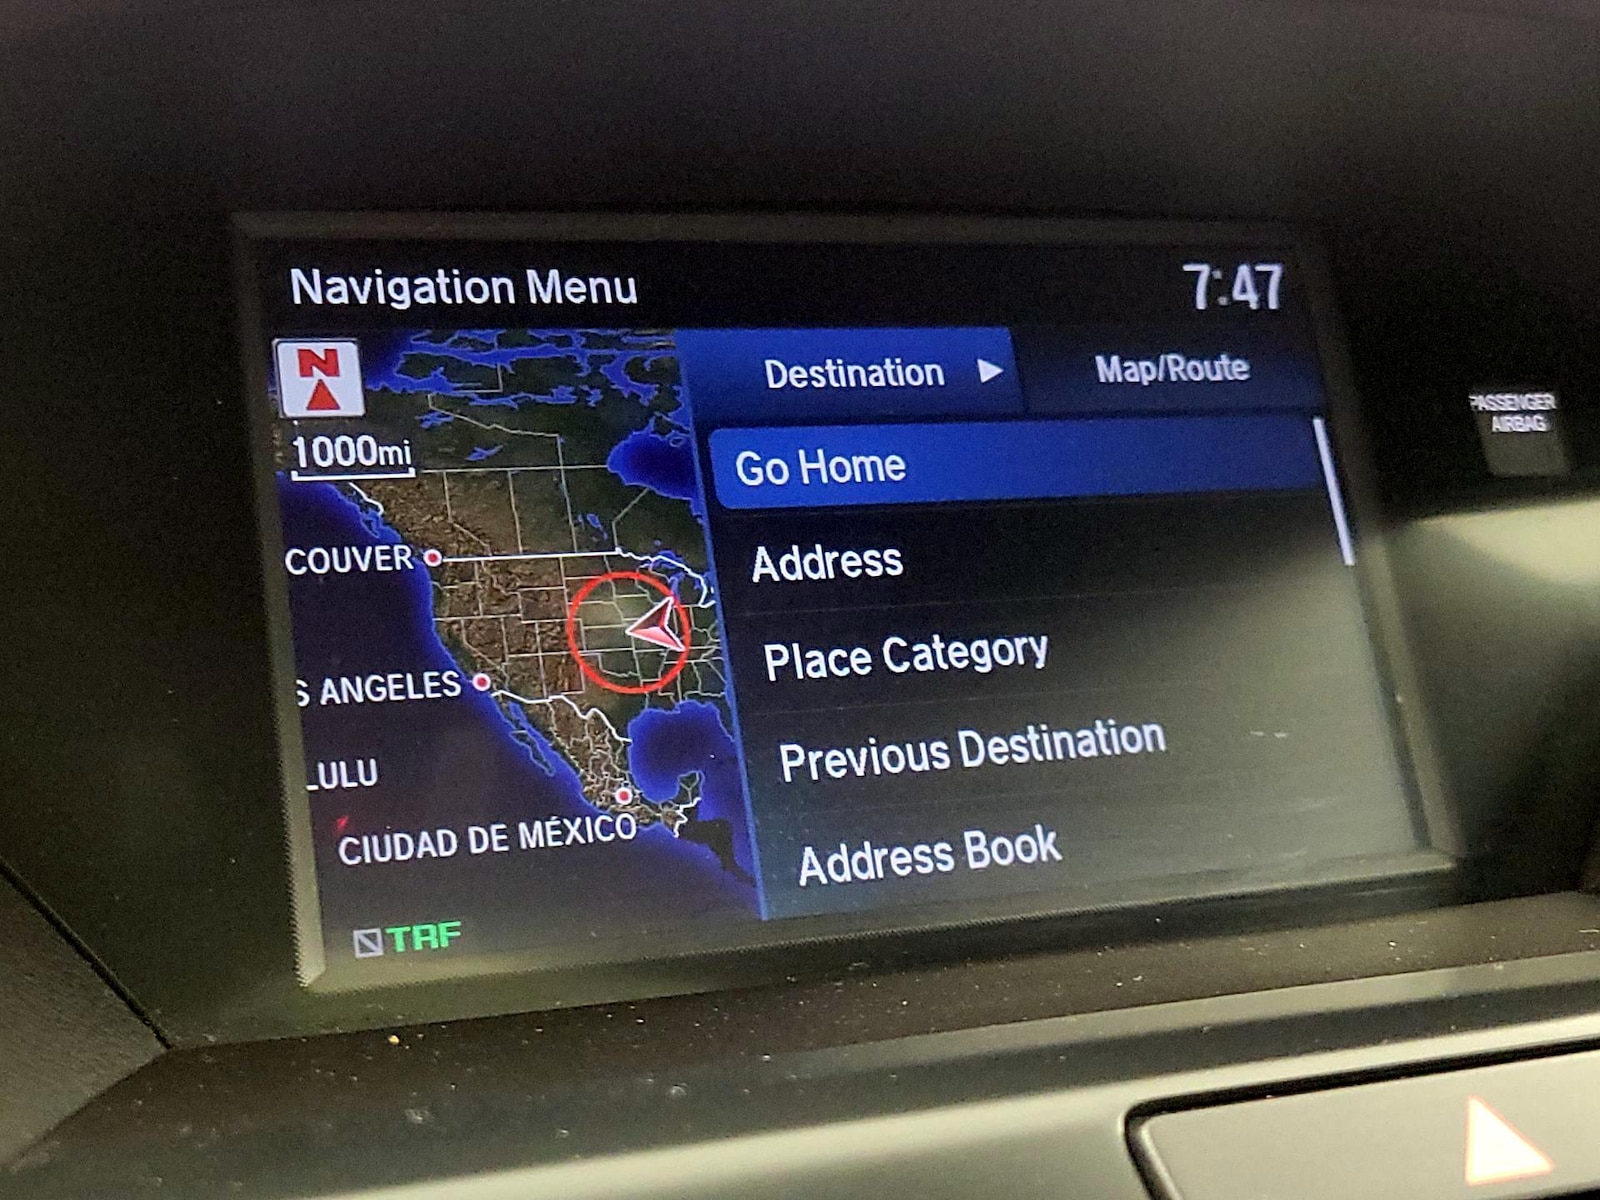 Navigation Menu
7:47
N
Destination
Map/Route
1000mi
Go Home
COUVER
Address
S ANGELES
Place Category
LULU
Previous Destination
CIUDAD DE MÉXICO
Address Book
TRF
PASSENGER
AIRBAG